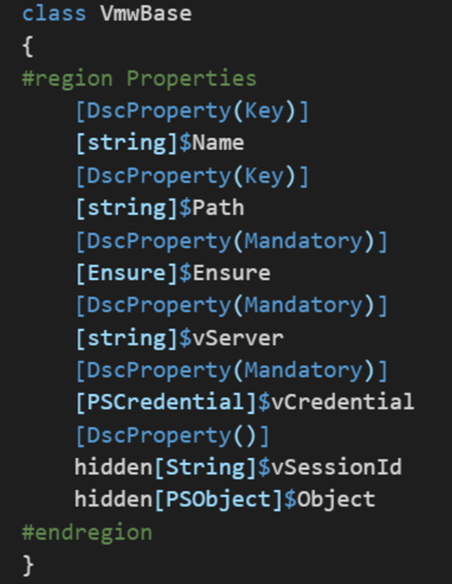 class VmwBase
{
#region Properties
[DscProperty(Key)]
[string]$Name
[DscProperty(Key)]
[string]$Path
[DscProperty(Mandatory)]
[Ensure]$Ensure
[DscProperty(Mandatory)]
[string]$vServer
[DscProperty(Mandatory)]
[PSCredential]$vCredential
[DscProperty()]
hidden[String]$vSessionId
hidden[PSObject]$Object
#endregion
}